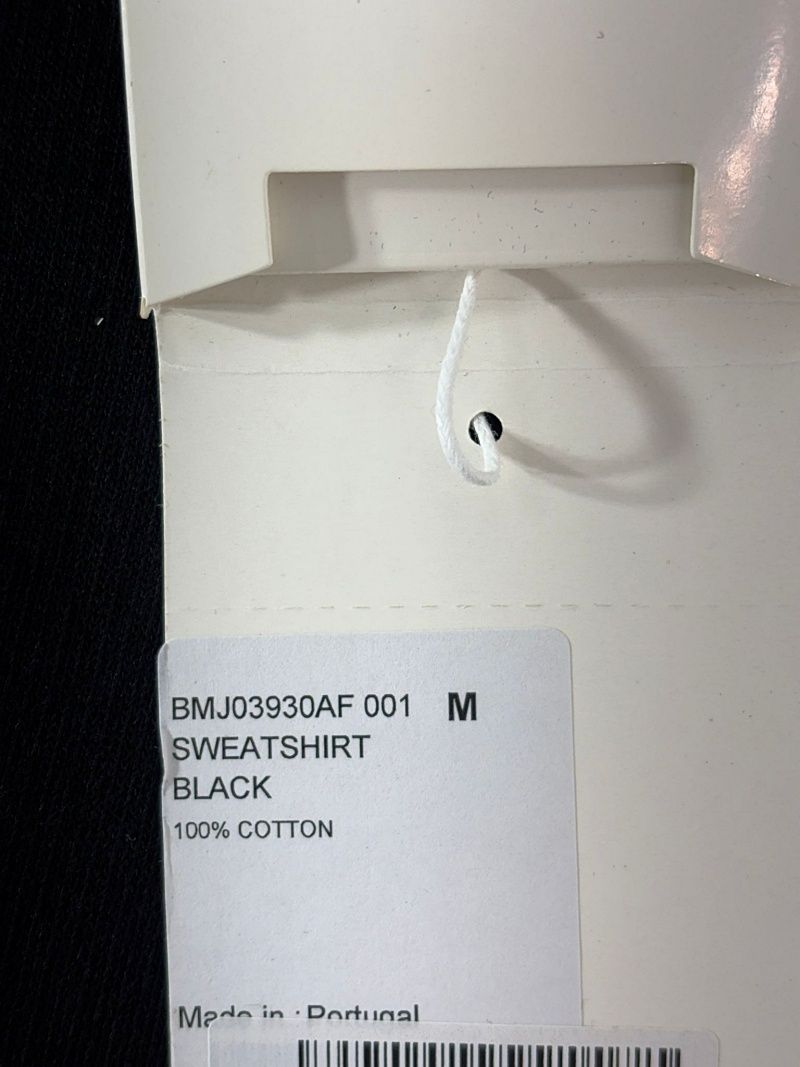 BMJ03930AF 001 M
SWEATSHIRT
BLACK
100% COTTON
Made in : Portugal